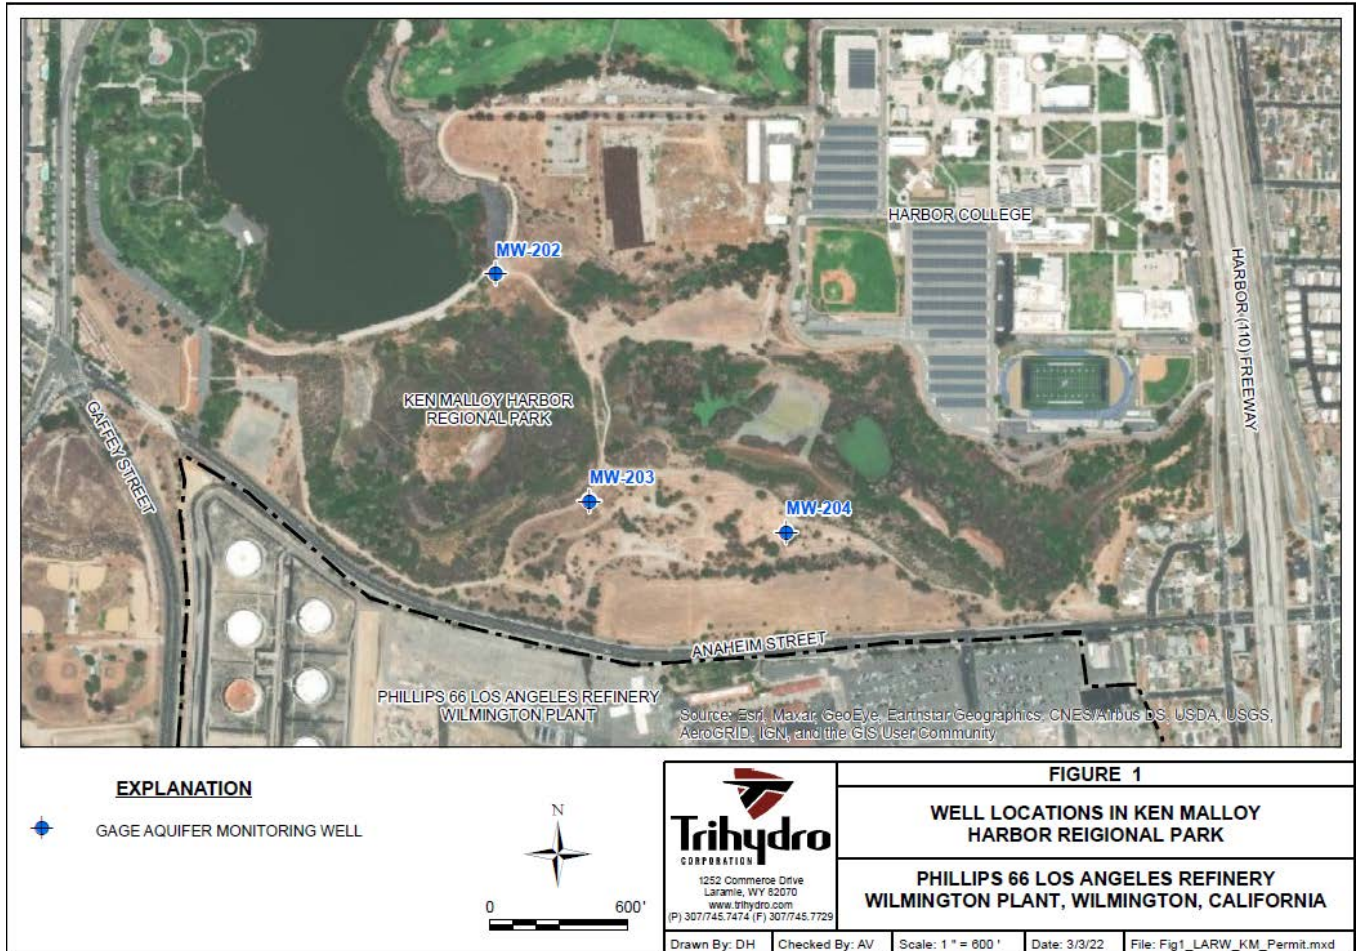 MW-202
HARBOR COLLEGE
HARBOR (110) FREEWAY
KEN MALLOY HARBOR
REGIONAL PARK
GAFFEY STREET
MW-203
MW-204
ANAHEIM STREET
PHILLIPS 66 LOS ANGELES REFINERY
WILMINGTON PLANT
Source: Esri, Maxar, GeoEye, Earthstar Geographics, CNES/Airbus DS, USDA, USGS,
AeroGRID, IGN, and the GIS User Community
EXPLANATION
GAGE AQUIFER MONITORING WELL
N
0 600'
Trihydro
CORPORATION
1252 Commerce Drive
Laramie, WY 82070
www.trihydro.com
(P) 307/745.7474 (F) 307/745.7729
FIGURE 1
WELL LOCATIONS IN KEN MALLOY
HARBOR REIGIONAL PARK
PHILLIPS 66 LOS ANGELES REFINERY
WILMINGTON PLANT, WILMINGTON, CALIFORNIA
Drawn By: DH Checked By: AV Scale: 1 " = 600 ' Date: 3/3/22 File: Fig1_LARW_KM_Permit.mxd